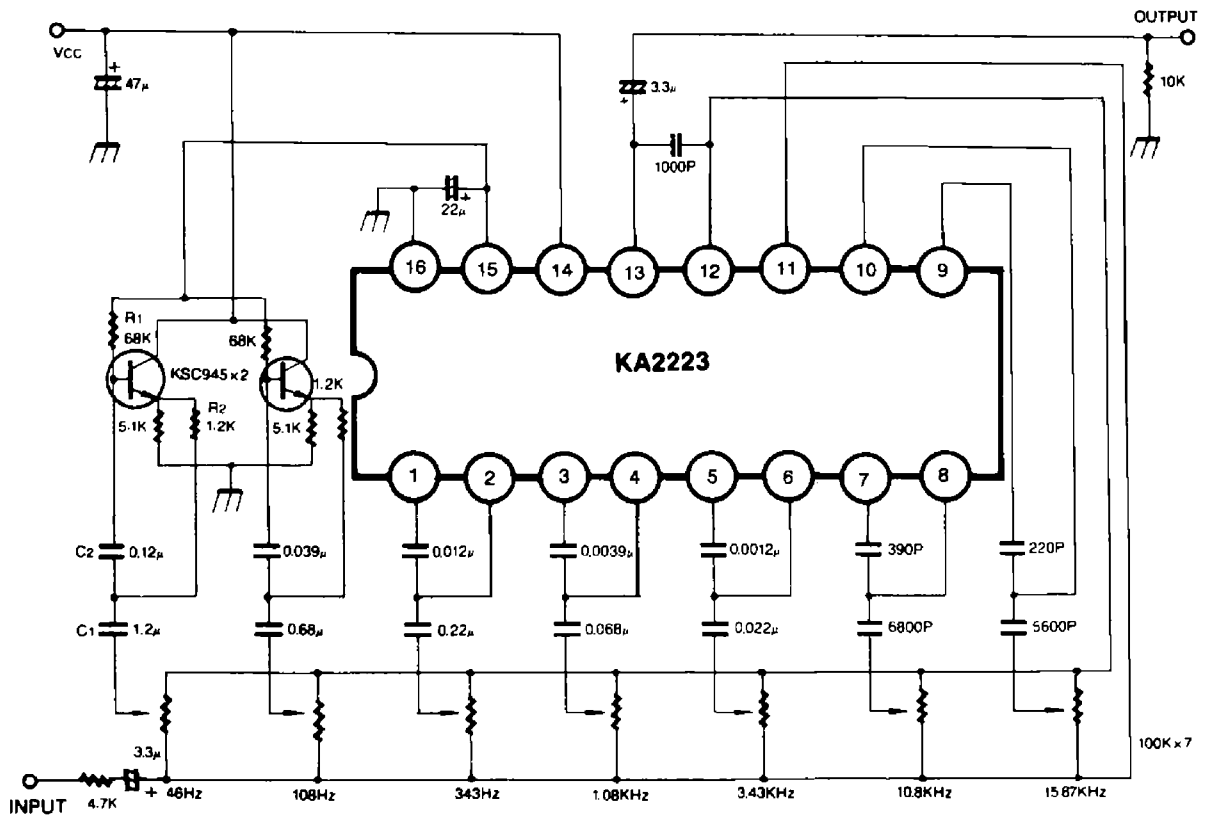 OUTPUT
Vcc
+
47µ
3.3µ
+
10K
1000P
22µ
+
16
15
14
13
12
11
10
9
R1
68K
68K
KA2223
KSC945 x 2
1.2K
R2
5.1K
1.2K
5.1K
1
2
3
4
5
6
7
8
C2
0.12µ
0.039µ
0.012µ
0.0039µ
0.0012µ
390P
220P
C1
1.2µ
0.68µ
0.22µ
0.068µ
0.022µ
6800P
5600P
100K x 7
3.3µ
INPUT
4.7K
+
46Hz
108Hz
343Hz
1.08KHz
3.43KHz
10.8KHz
15.87KHz